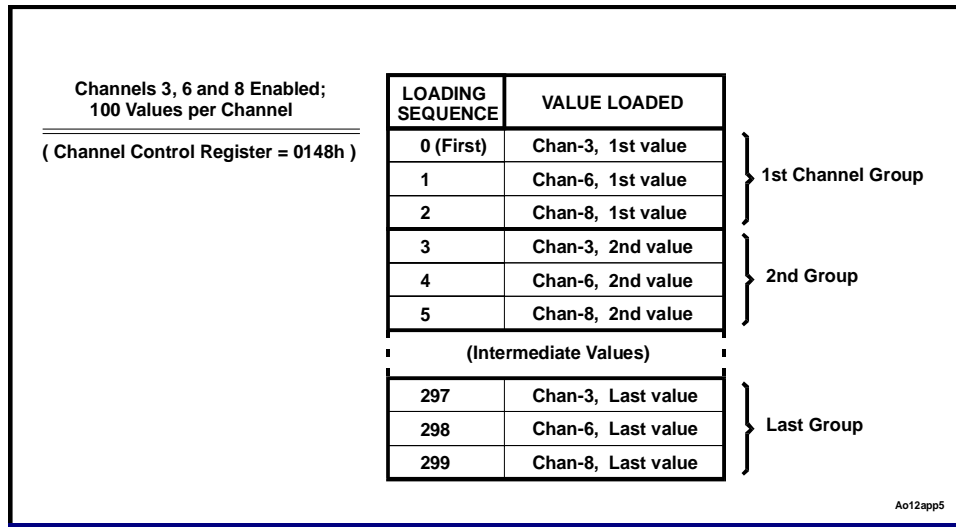 Channels 3, 6 and 8 Enabled;
100 Values per Channel
( Channel Control Register = 0148h )
LOADING SEQUENCE VALUE LOADED
0 (First) Chan-3, 1st value
1 Chan-6, 1st value
2 Chan-8, 1st value
1st Channel Group
3 Chan-3, 2nd value
4 Chan-6, 2nd value
5 Chan-8, 2nd value
2nd Group
(Intermediate Values)
297 Chan-3, Last value
298 Chan-6, Last value
299 Chan-8, Last value
Last Group
Ao12app5